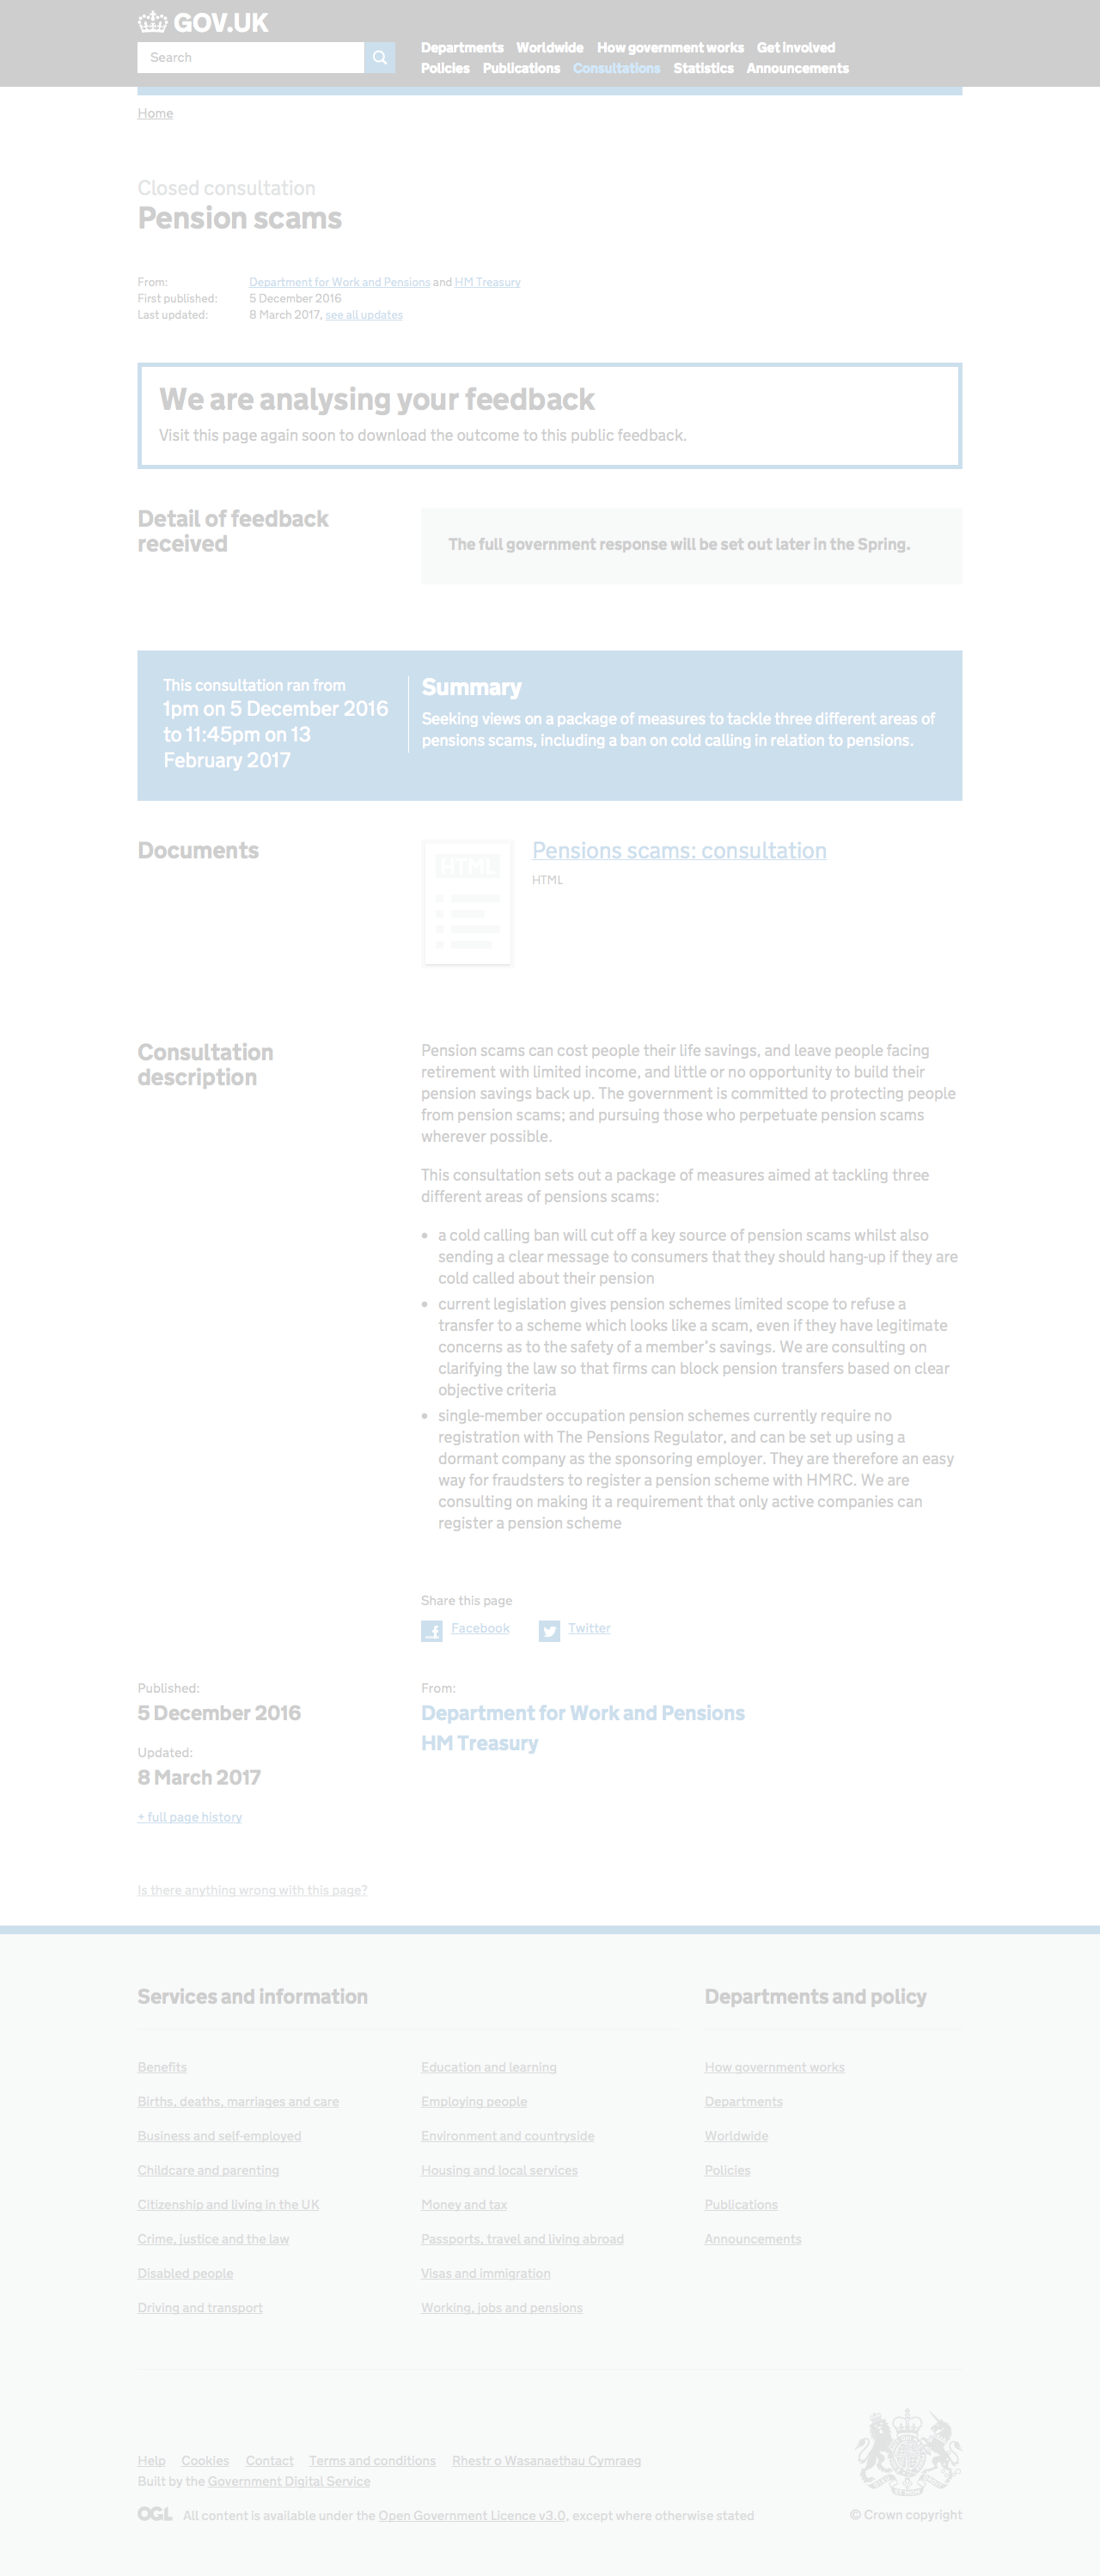 GOV.UK
Search
Departments Worldwide How government works Get involved
Policies Publications Consultations Statistics Announcements
Home
Closed consultation
Pension scams
From: Department for Work and Pensions and HM Treasury
First published: 5 December 2016
Last updated: 8 March 2017, see all updates
We are analysing your feedback
Visit this page again soon to download the outcome to this public feedback.
Detail of feedback
received
The full government response will be set out later in the Spring.
This consultation ran from
1pm on 5 December 2016
to 11:45pm on 13
February 2017
Summary
Seeking views on a package of measures to tackle three different areas of
pensions scams, including a ban on cold calling in relation to pensions.
Documents
HTML
Pensions scams: consultation
HTML
Consultation
description
Pension scams can cost people their life savings, and leave people facing
retirement with limited income, and little or no opportunity to build their
pension savings back up. The government is committed to protecting people
from pension scams; and pursuing those who perpetuate pension scams
wherever possible.
This consultation sets out a package of measures aimed at tackling three
different areas of pensions scams:
• a cold calling ban will cut off a key source of pension scams whilst also
sending a clear message to consumers that they should hang-up if they are
cold called about their pension
• current legislation gives pension schemes limited scope to refuse a
transfer to a scheme which looks like a scam, even if they have legitimate
concerns as to the safety of a member's savings. We are consulting on
clarifying the law so that firms can block pension transfers based on clear
objective criteria
• single-member occupation pension schemes currently require no
registration with The Pensions Regulator, and can be set up using a
dormant company as the sponsoring employer. They are therefore an easy
way for fraudsters to register a pension scheme with HMRC. We are
consulting on making it a requirement that only active companies can
register a pension scheme
Share this page
Facebook Twitter
Published:
5 December 2016
Updated:
8 March 2017
+ full page history
From:
Department for Work and Pensions
HM Treasury
Is there anything wrong with this page?
Services and information
Benefits
Births, deaths, marriages and care
Business and self-employed
Childcare and parenting
Citizenship and living in the UK
Crime, justice and the law
Disabled people
Driving and transport
Education and learning
Employing people
Environment and countryside
Housing and local services
Money and tax
Passports, travel and living abroad
Visas and immigration
Working, jobs and pensions
Departments and policy
How government works
Departments
Worldwide
Policies
Publications
Announcements
Help Cookies Contact Terms and conditions Rhestr o Wasanaethau Cymraeg
Built by the Government Digital Service
OGL All content is available under the Open Government Licence v3.0, except where otherwise stated
© Crown copyright